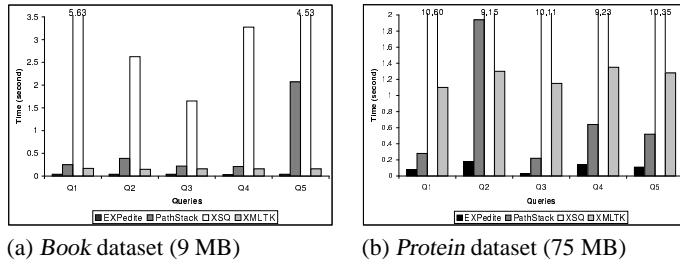 5.63 4.53
3.5
3
2.5
2
1.5
1
0.5
0
Time (second)
Q1 Q2 Q3 Q4 Q5
Queries
EXPedite PathStack XSQ XMLTK
(a) Book dataset (9 MB)
10.60 9.15 10.11 9.23 10.35
2
1.8
1.6
1.4
1.2
1
0.8
0.6
0.4
0.2
0
Time (second)
Q1 Q2 Q3 Q4 Q5
Queries
EXPedite PathStack XSQ XMLTK
(b) Protein dataset (75 MB)